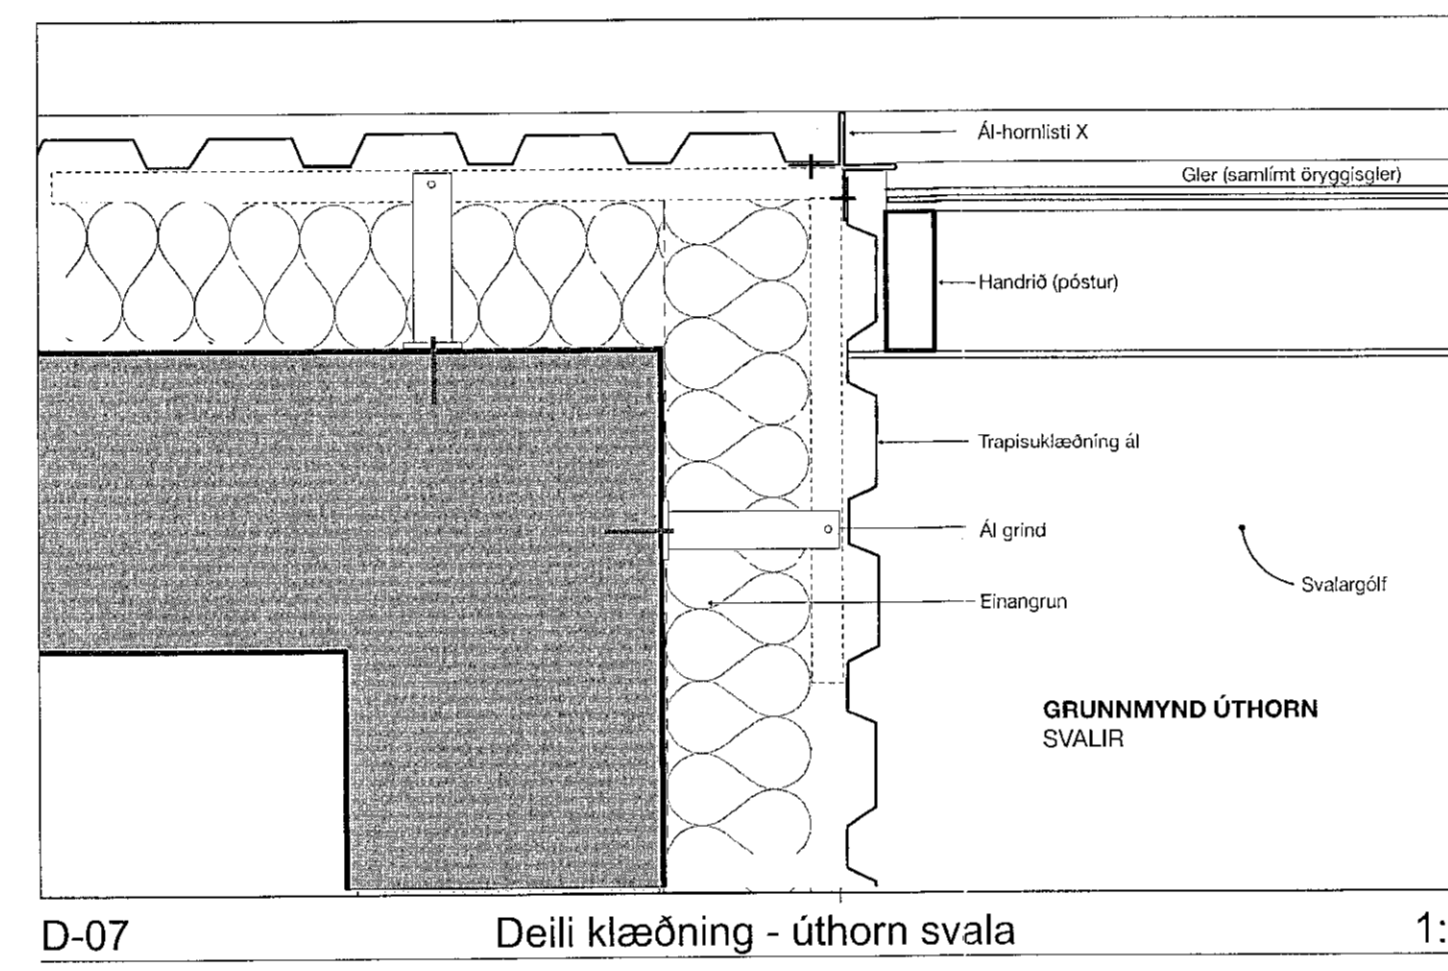 Ál-hornlisti X
Gler (samlímt öryggisgler)
Handrið (póstur)
Trapisuklæðning ál
Ál grind
Svalargólf
Einangrun
GRUNNMYND ÚTHORN
SVALIR
D-07 Deili klæðning - úthorn svala 1: